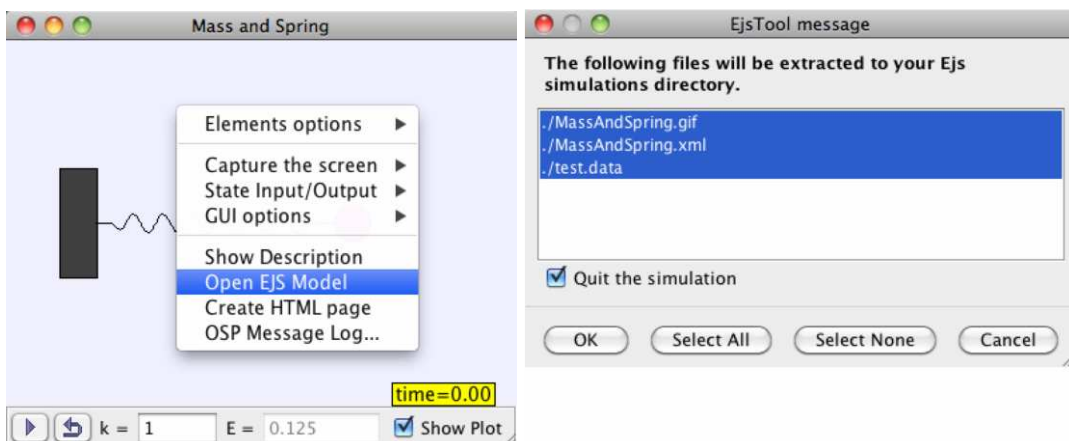 Mass and Spring
Elements options
Capture the screen
State Input/Output
GUI options
Show Description
Open EJS Model
Create HTML page
OSP Message Log...
time=0.00
k = 1 E = 0.125 Show Plot
EjsTool message
The following files will be extracted to your Ejs
simulations directory.
./MassAndSpring.gif
./MassAndSpring.xml
./test.data
Quit the simulation
OK Select All Select None Cancel